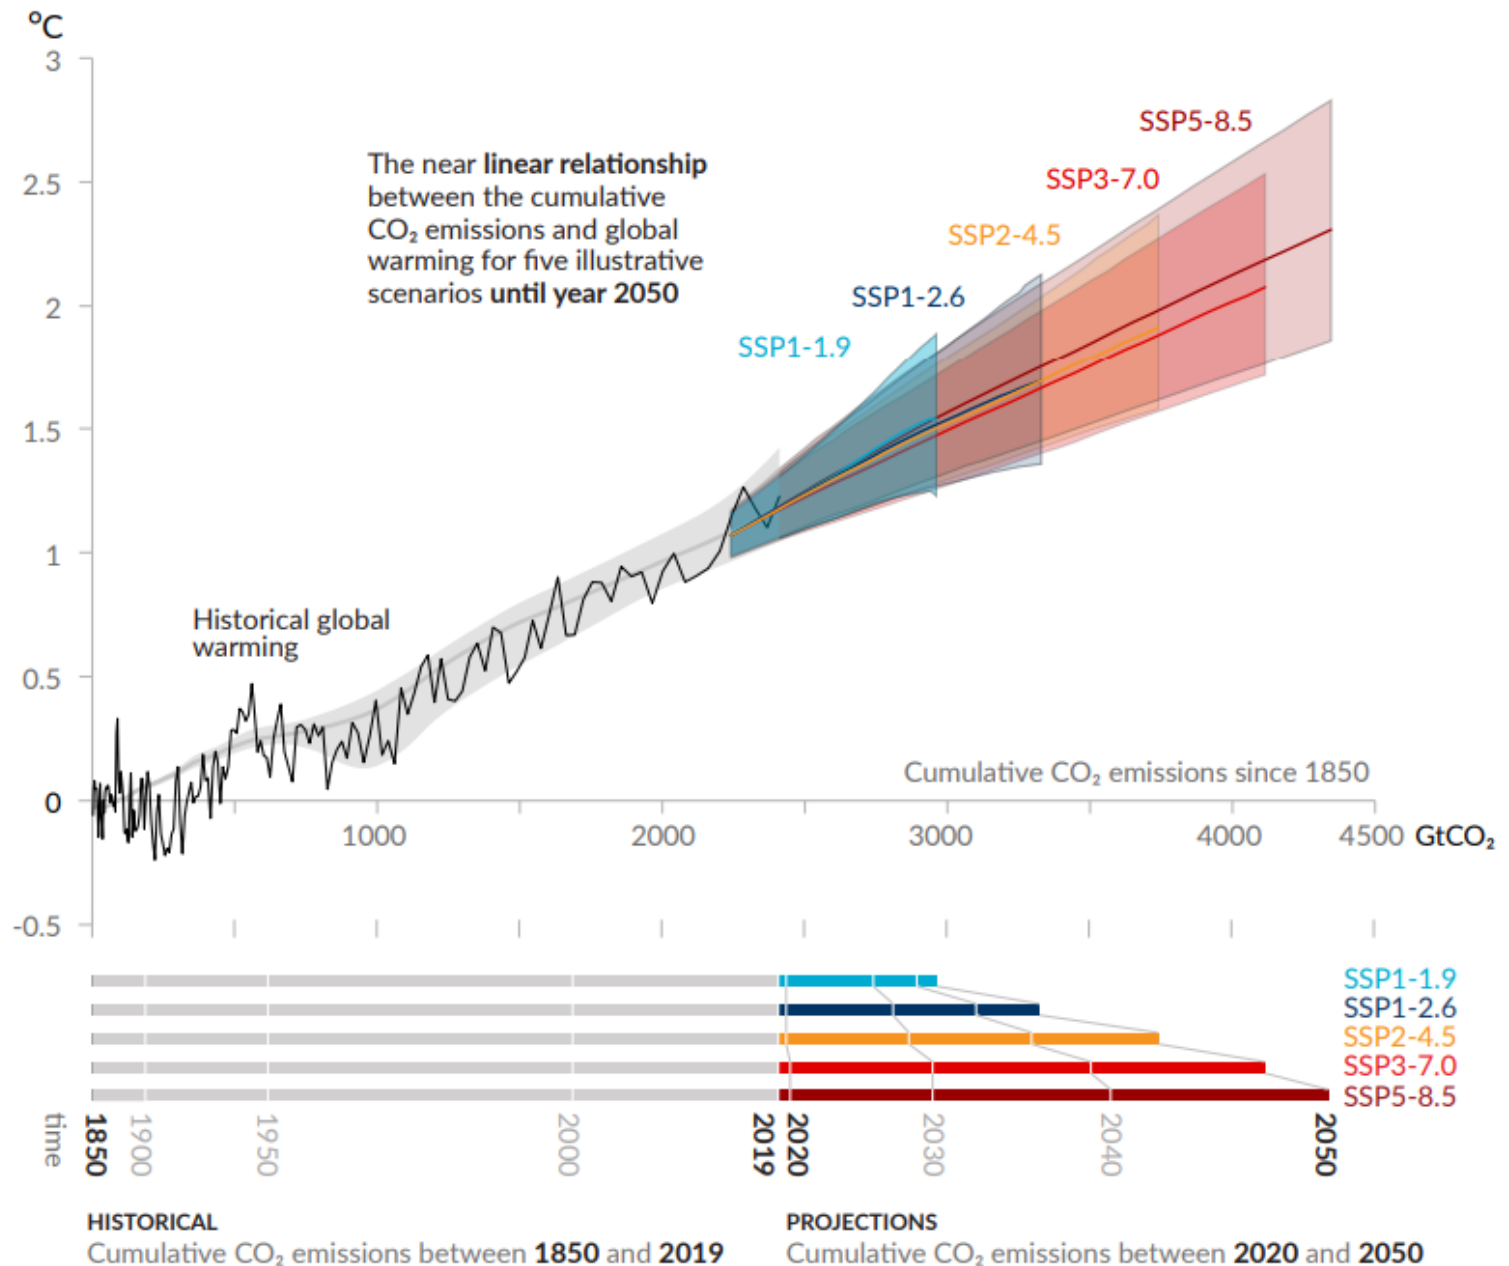 °C
3
SSP5-8.5
The near linear relationship
between the cumulative
CO₂ emissions and global
warming for five illustrative
scenarios until year 2050
SSP3-7.0
2.5
SSP2-4.5
SSP1-2.6
2
SSP1-1.9
1.5
1
Historical global
warming
0.5
Cumulative CO₂ emissions since 1850
0
1000
2000
3000
4000
4500
GtCO₂
-0.5
SSP1-1.9
SSP1-2.6
SSP2-4.5
SSP3-7.0
SSP5-8.5
time
1850
1900
1950
2000
2019
2020
2030
2040
2050
HISTORICAL
Cumulative CO₂ emissions between 1850 and 2019
PROJECTIONS
Cumulative CO₂ emissions between 2020 and 2050